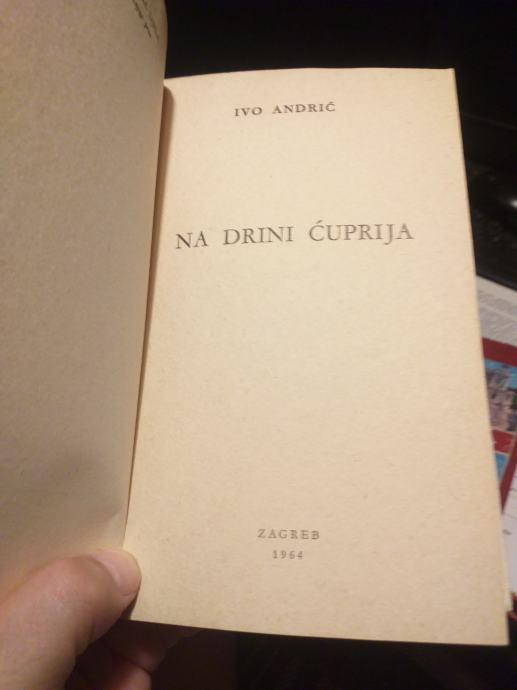 IVO ANDRIĆ
NA DRINI ĆUPRIJA
ZAGREB
1964